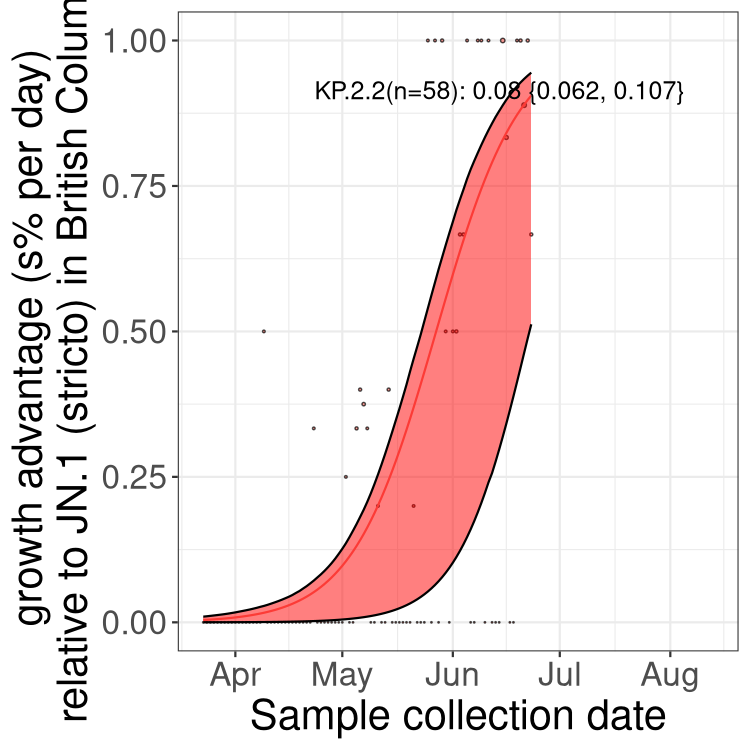 growth advantage (s% per day)
relative to JN.1 (stricto) in British Colum
1.00
0.75
0.50
0.25
0.00
KP.2.2(n=58): 0.08 {0.062, 0.107}
Apr May Jun Jul Aug
Sample collection date